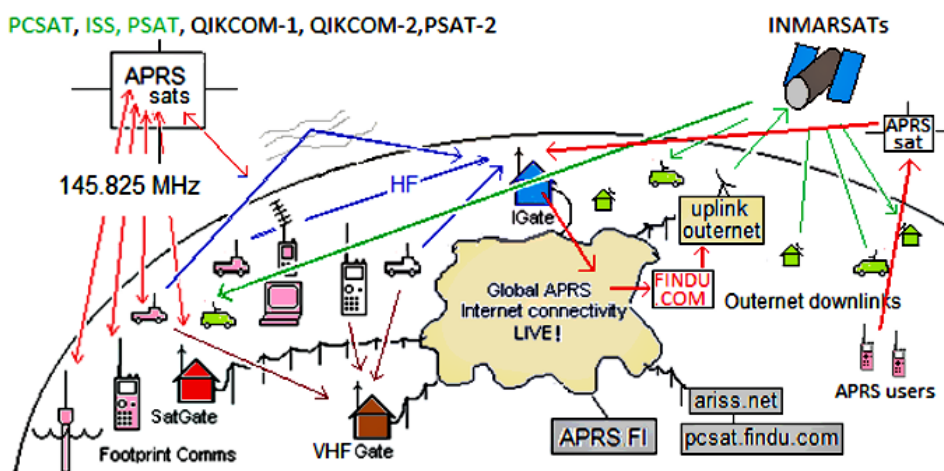 PCSAT, ISS, PSAT, QIKCOM-1, QIKCOM-2,PSAT-2
INMARSATs
APRS
sats
APRS
sat
145.825 MHz
HF
IGate
uplink
outernet
FINDU
.COM
Global APRS
Internet connectivity
LIVE!
Outernet downlinks
SatGate
VHF Gate
Footprint Comms
APRS users
ariss.net
APRS.FI
pcsat.findu.com